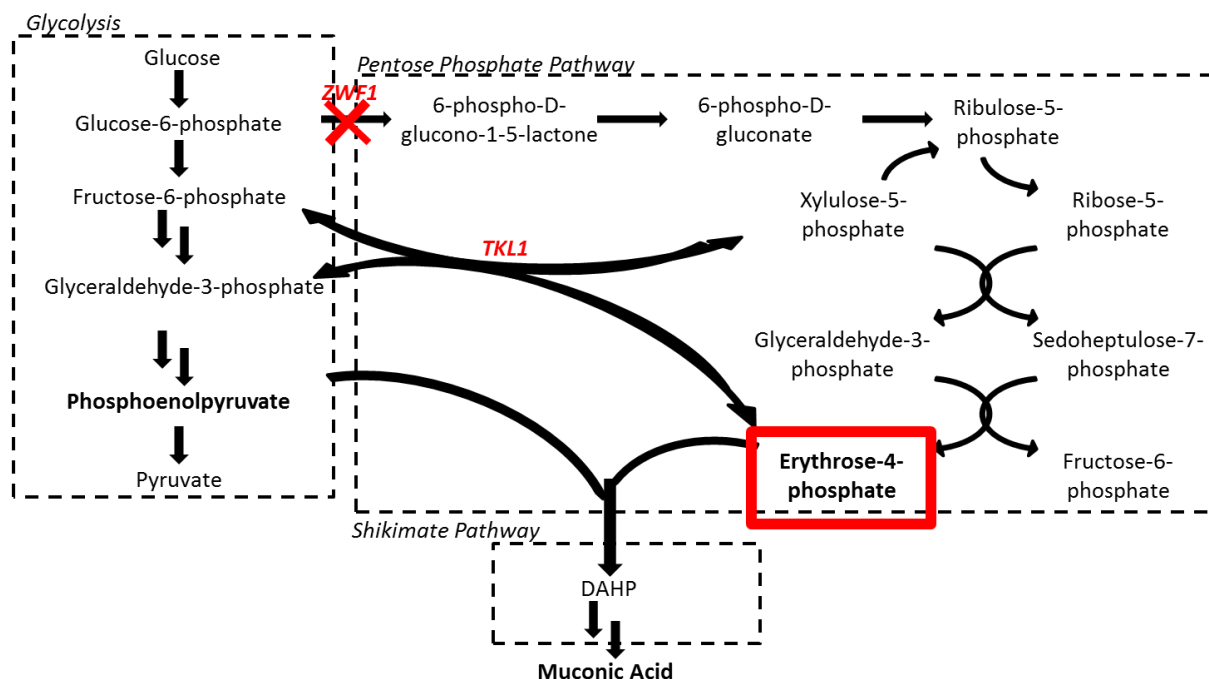 Glycolysis
Glucose
Glucose-6-phosphate
Fructose-6-phosphate
Glyceraldehyde-3-phosphate
Phosphoenolpyruvate
Pyruvate
Pentose Phosphate Pathway
ZWF1
6-phospho-D-
glucono-1-5-lactone
6-phospho-D-
gluconate
Ribulose-5-
phosphate
Xylulose-5-
phosphate
Ribose-5-
phosphate
TKL1
Glyceraldehyde-3-
phosphate
Sedoheptulose-7-
phosphate
Erythrose-4-
phosphate
Fructose-6-
phosphate
Shikimate Pathway
DAHP
Muconic Acid